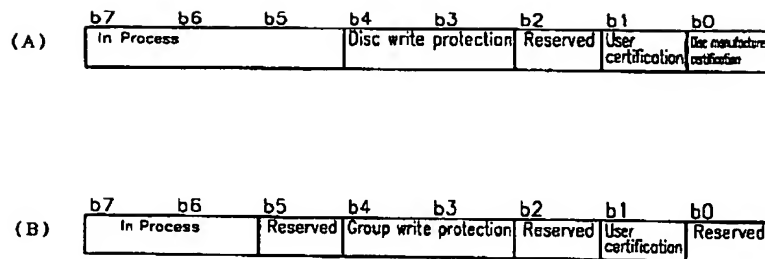 b7 b6 b5 b4 b3 b2 b1 b0
(A) In Process Disc write protection Reserved User certification Disc manufacture certification
b7 b6 b5 b4 b3 b2 b1 b0
(B) In Process Reserved Group write protection Reserved User certification Reserved